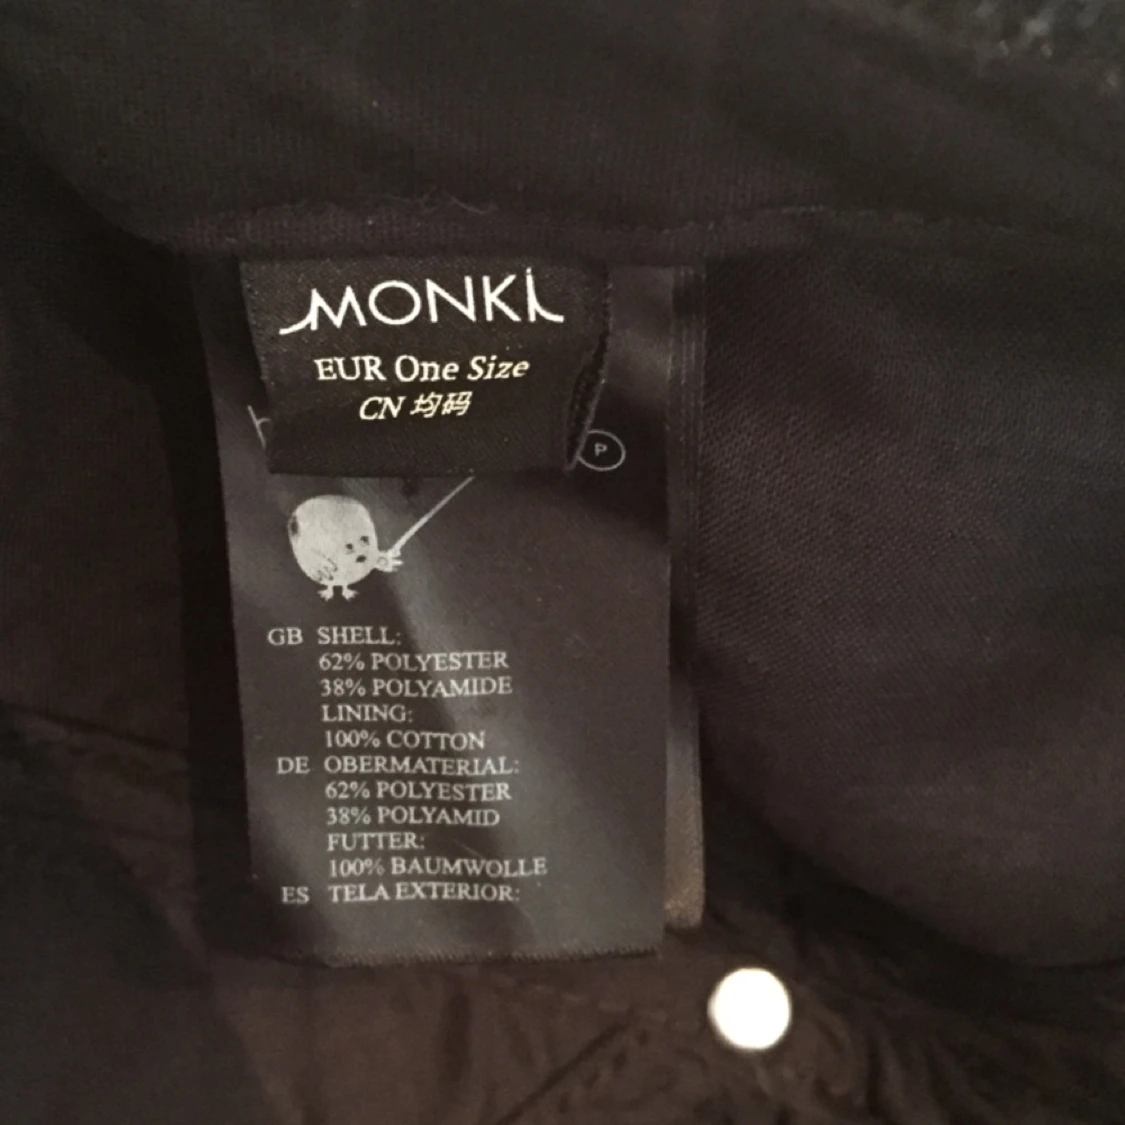 MONKI
EUR One Size
CN 均码
P
GB SHELL:
62% POLYESTER
38% POLYAMIDE
LINING:
100% COTTON
DE OBERMATERIAL:
62% POLYESTER
38% POLYAMID
FUTTER:
100% BAUMWOLLE
ES TELA EXTERIOR: